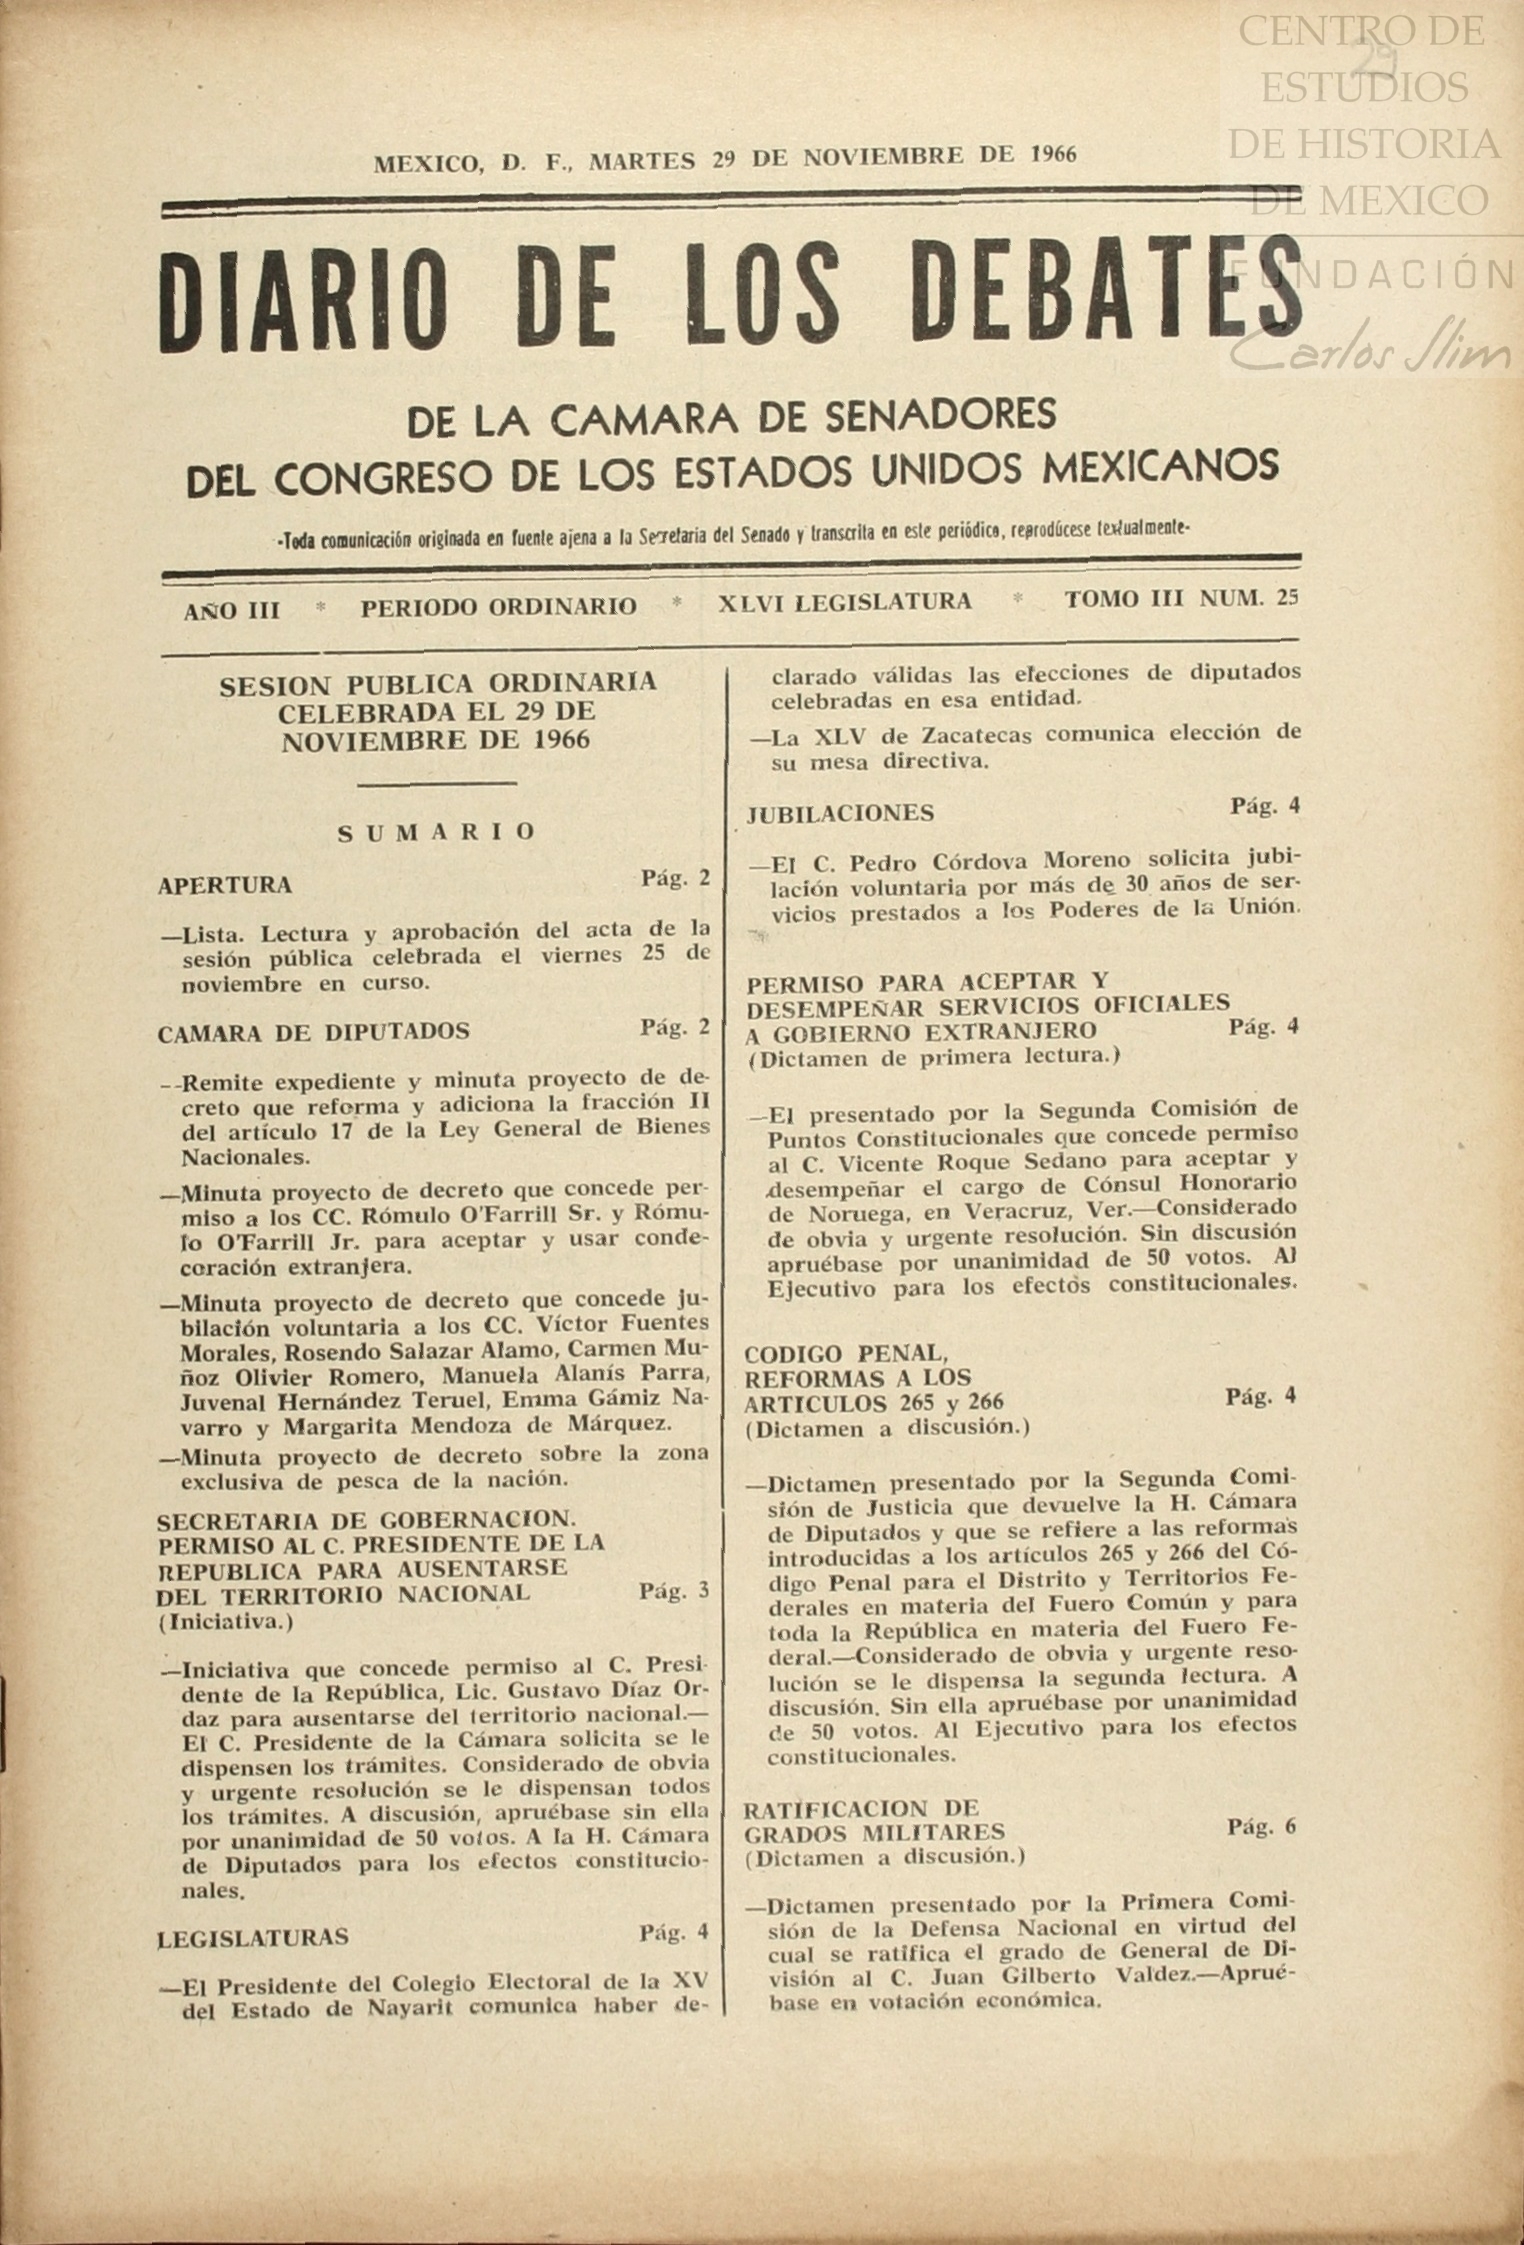 CENTRO DE
ESTUDIOS
DE HISTORIA
DE MEXICO
FUNDACIÓN
Carlos Slim
29
MEXICO, D. F., MARTES 29 DE NOVIEMBRE DE 1966
DIARIO DE LOS DEBATES
DE LA CAMARA DE SENADORES
DEL CONGRESO DE LOS ESTADOS UNIDOS MEXICANOS
-Toda comunicación originada en fuente ajena a la Secretaría del Senado y transcrita en este periódico, reprodúcese textualmente-
AÑO III * PERIODO ORDINARIO * XLVI LEGISLATURA * TOMO III NUM. 25
SESION PUBLICA ORDINARIA
CELEBRADA EL 29 DE
NOVIEMBRE DE 1966
SUMARIO
APERTURA Pág. 2
—Lista. Lectura y aprobación del acta de la
sesión pública celebrada el viernes 25 de
noviembre en curso.
CAMARA DE DIPUTADOS Pág. 2
--Remite expediente y minuta proyecto de de-
creto que reforma y adiciona la fracción II
del artículo 17 de la Ley General de Bienes
Nacionales.
—Minuta proyecto de decreto que concede per-
miso a los CC. Rómulo O'Farrill Sr. y Rómu-
lo O'Farrill Jr. para aceptar y usar conde-
coración extranjera.
—Minuta proyecto de decreto que concede ju-
bilación voluntaria a los CC. Víctor Fuentes
Morales, Rosendo Salazar Alamo, Carmen Mu-
ñoz Olivier Romero, Manuela Alanís Parra,
Juvenal Hernández Teruel, Emma Gámiz Na-
varro y Margarita Mendoza de Márquez.
—Minuta proyecto de decreto sobre la zona
exclusiva de pesca de la nación.
SECRETARIA DE GOBERNACION.
PERMISO AL C. PRESIDENTE DE LA
REPUBLICA PARA AUSENTARSE
DEL TERRITORIO NACIONAL Pág. 3
(Iniciativa.)
—Iniciativa que concede permiso al C. Presi-
dente de la República, Lic. Gustavo Díaz Or-
daz para ausentarse del territorio nacional.—
El C. Presidente de la Cámara solicita se le
dispensen los trámites. Considerado de obvia
y urgente resolución se le dispensan todos
los trámites. A discusión, apruébase sin ella
por unanimidad de 50 votos. A la H. Cámara
de Diputados para los efectos constitucio-
nales.
LEGISLATURAS Pág. 4
—El Presidente del Colegio Electoral de la XV
del Estado de Nayarit comunica haber de-
clarado válidas las elecciones de diputados
celebradas en esa entidad.
—La XLV de Zacatecas comunica elección de
su mesa directiva.
JUBILACIONES Pág. 4
—El C. Pedro Córdova Moreno solicita jubi-
lación voluntaria por más de 30 años de ser-
vicios prestados a los Poderes de la Unión.
PERMISO PARA ACEPTAR Y
DESEMPEÑAR SERVICIOS OFICIALES
A GOBIERNO EXTRANJERO Pág. 4
(Dictamen de primera lectura.)
—El presentado por la Segunda Comisión de
Puntos Constitucionales que concede permiso
al C. Vicente Roque Sedano para aceptar y
desempeñar el cargo de Cónsul Honorario
de Noruega, en Veracruz, Ver.—Considerado
de obvia y urgente resolución. Sin discusión
apruébase por unanimidad de 50 votos. Al
Ejecutivo para los efectos constitucionales.
CODIGO PENAL,
REFORMAS A LOS
ARTICULOS 265 y 266 Pág. 4
(Dictamen a discusión.)
—Dictamen presentado por la Segunda Comi-
sión de Justicia que devuelve la H. Cámara
de Diputados y que se refiere a las reformas
introducidas a los artículos 265 y 266 del Có-
digo Penal para el Distrito y Territorios Fe-
derales en materia del Fuero Común y para
toda la República en materia del Fuero Fe-
deral.—Considerado de obvia y urgente reso-
lución se le dispensa la segunda lectura. A
discusión. Sin ella apruébase por unanimidad
de 50 votos. Al Ejecutivo para los efectos
constitucionales.
RATIFICACION DE
GRADOS MILITARES Pág. 6
(Dictamen a discusión.)
—Dictamen presentado por la Primera Comi-
sión de la Defensa Nacional en virtud del
cual se ratifica el grado de General de Di-
visión al C. Juan Gilberto Valdez.—Aprué-
base en votación económica.